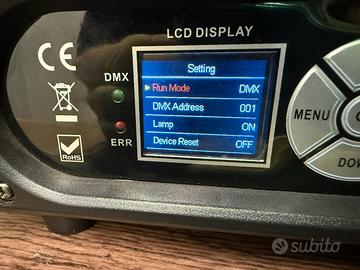 LCD DISPLAY
CE
DMX
ERR
RoHS
Setting
Run Mode DMX
DMX Address 001
Lamp ON
Device Reset OFF
MENU
DOW
subito